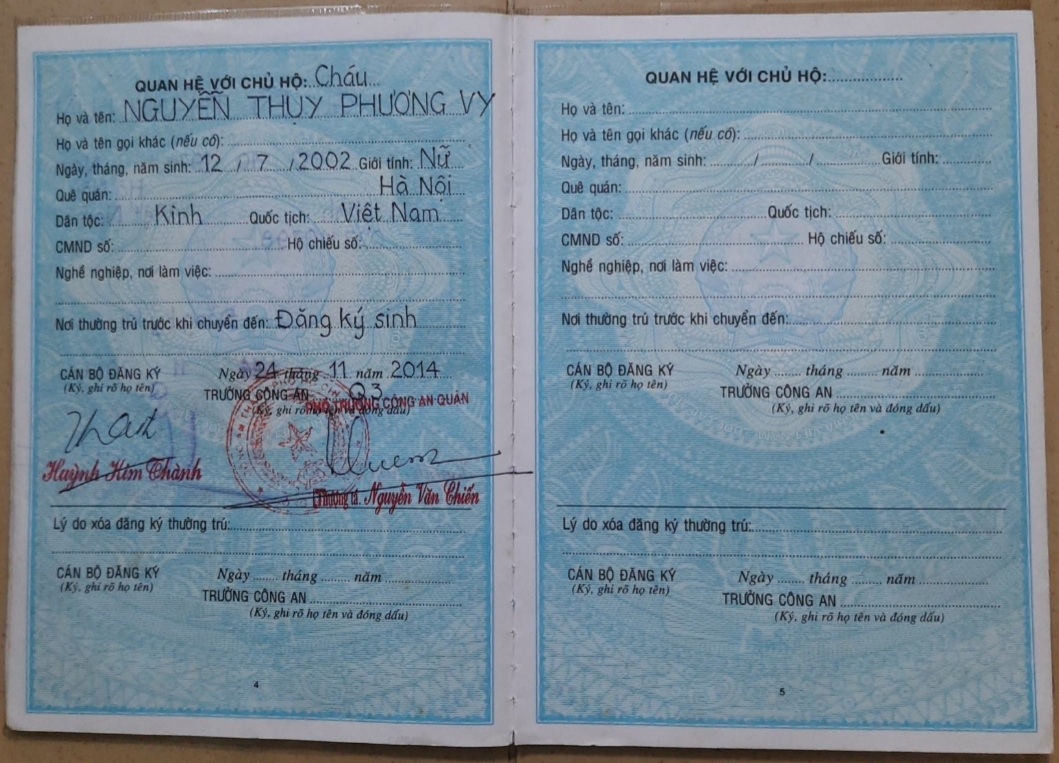 QUAN HỆ VỚI CHỦ HỘ: Cháu
Họ và tên: NGUYỄN THỤY PHƯƠNG VY
Họ và tên gọi khác (nếu có):
Ngày, tháng, năm sinh: 12 / 7 / 2002 Giới tính: Nữ
Quê quán: Hà Nội
Dân tộc: Kinh Quốc tịch: Việt Nam
CMND số: Hộ chiếu số:
Nghề nghiệp, nơi làm việc:
Nơi thường trú trước khi chuyển đến: Đăng ký sinh
CÁN BỘ ĐĂNG KÝ
(Ký, ghi rõ họ tên)
Ngày 24 tháng 11 năm 2014
TRƯỞNG CÔNG AN Q3
(Ký, ghi rõ họ tên và đóng dấu)
PHÓ TRƯỞNG CÔNG AN QUẬN
Huỳnh Kim Thành
Thượng tá. Nguyễn Văn Chiến
Lý do xóa đăng ký thường trú:
CÁN BỘ ĐĂNG KÝ
(Ký, ghi rõ họ tên)
Ngày tháng năm
TRƯỞNG CÔNG AN
(Ký, ghi rõ họ tên và đóng dấu)
4
QUAN HỆ VỚI CHỦ HỘ:
Họ và tên:
Họ và tên gọi khác (nếu có):
Ngày, tháng, năm sinh: / / Giới tính:
Quê quán:
Dân tộc: Quốc tịch:
CMND số: Hộ chiếu số:
Nghề nghiệp, nơi làm việc:
Nơi thường trú trước khi chuyển đến:
CÁN BỘ ĐĂNG KÝ
(Ký, ghi rõ họ tên)
Ngày tháng năm
TRƯỞNG CÔNG AN
(Ký, ghi rõ họ tên và đóng dấu)
Lý do xóa đăng ký thường trú:
CÁN BỘ ĐĂNG KÝ
(Ký, ghi rõ họ tên)
Ngày tháng năm
TRƯỞNG CÔNG AN
(Ký, ghi rõ họ tên và đóng dấu)
5